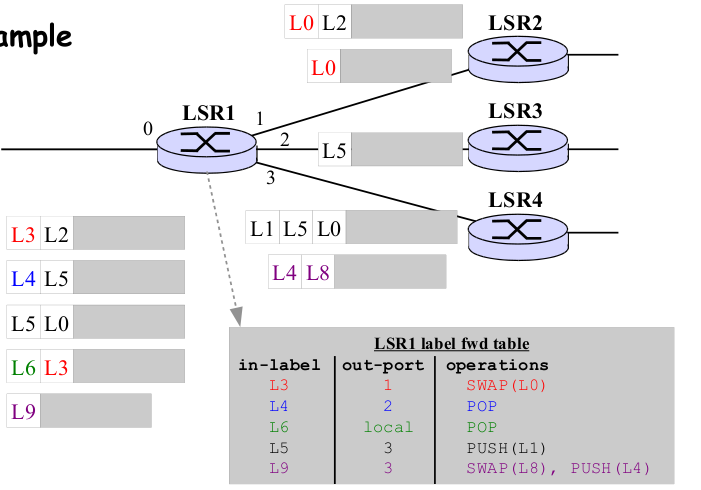 ample
L0 L2
LSR2
L0
LSR1
0
1
2
3
LSR3
L5
LSR4
L1 L5 L0
L4 L8
L3 L2
L4 L5
L5 L0
L6 L3
L9
LSR1 label fwd table
in-label out-port operations
L3 1 SWAP(L0)
L4 2 POP
L6 local POP
L5 3 PUSH(L1)
L9 3 SWAP(L8), PUSH(L4)